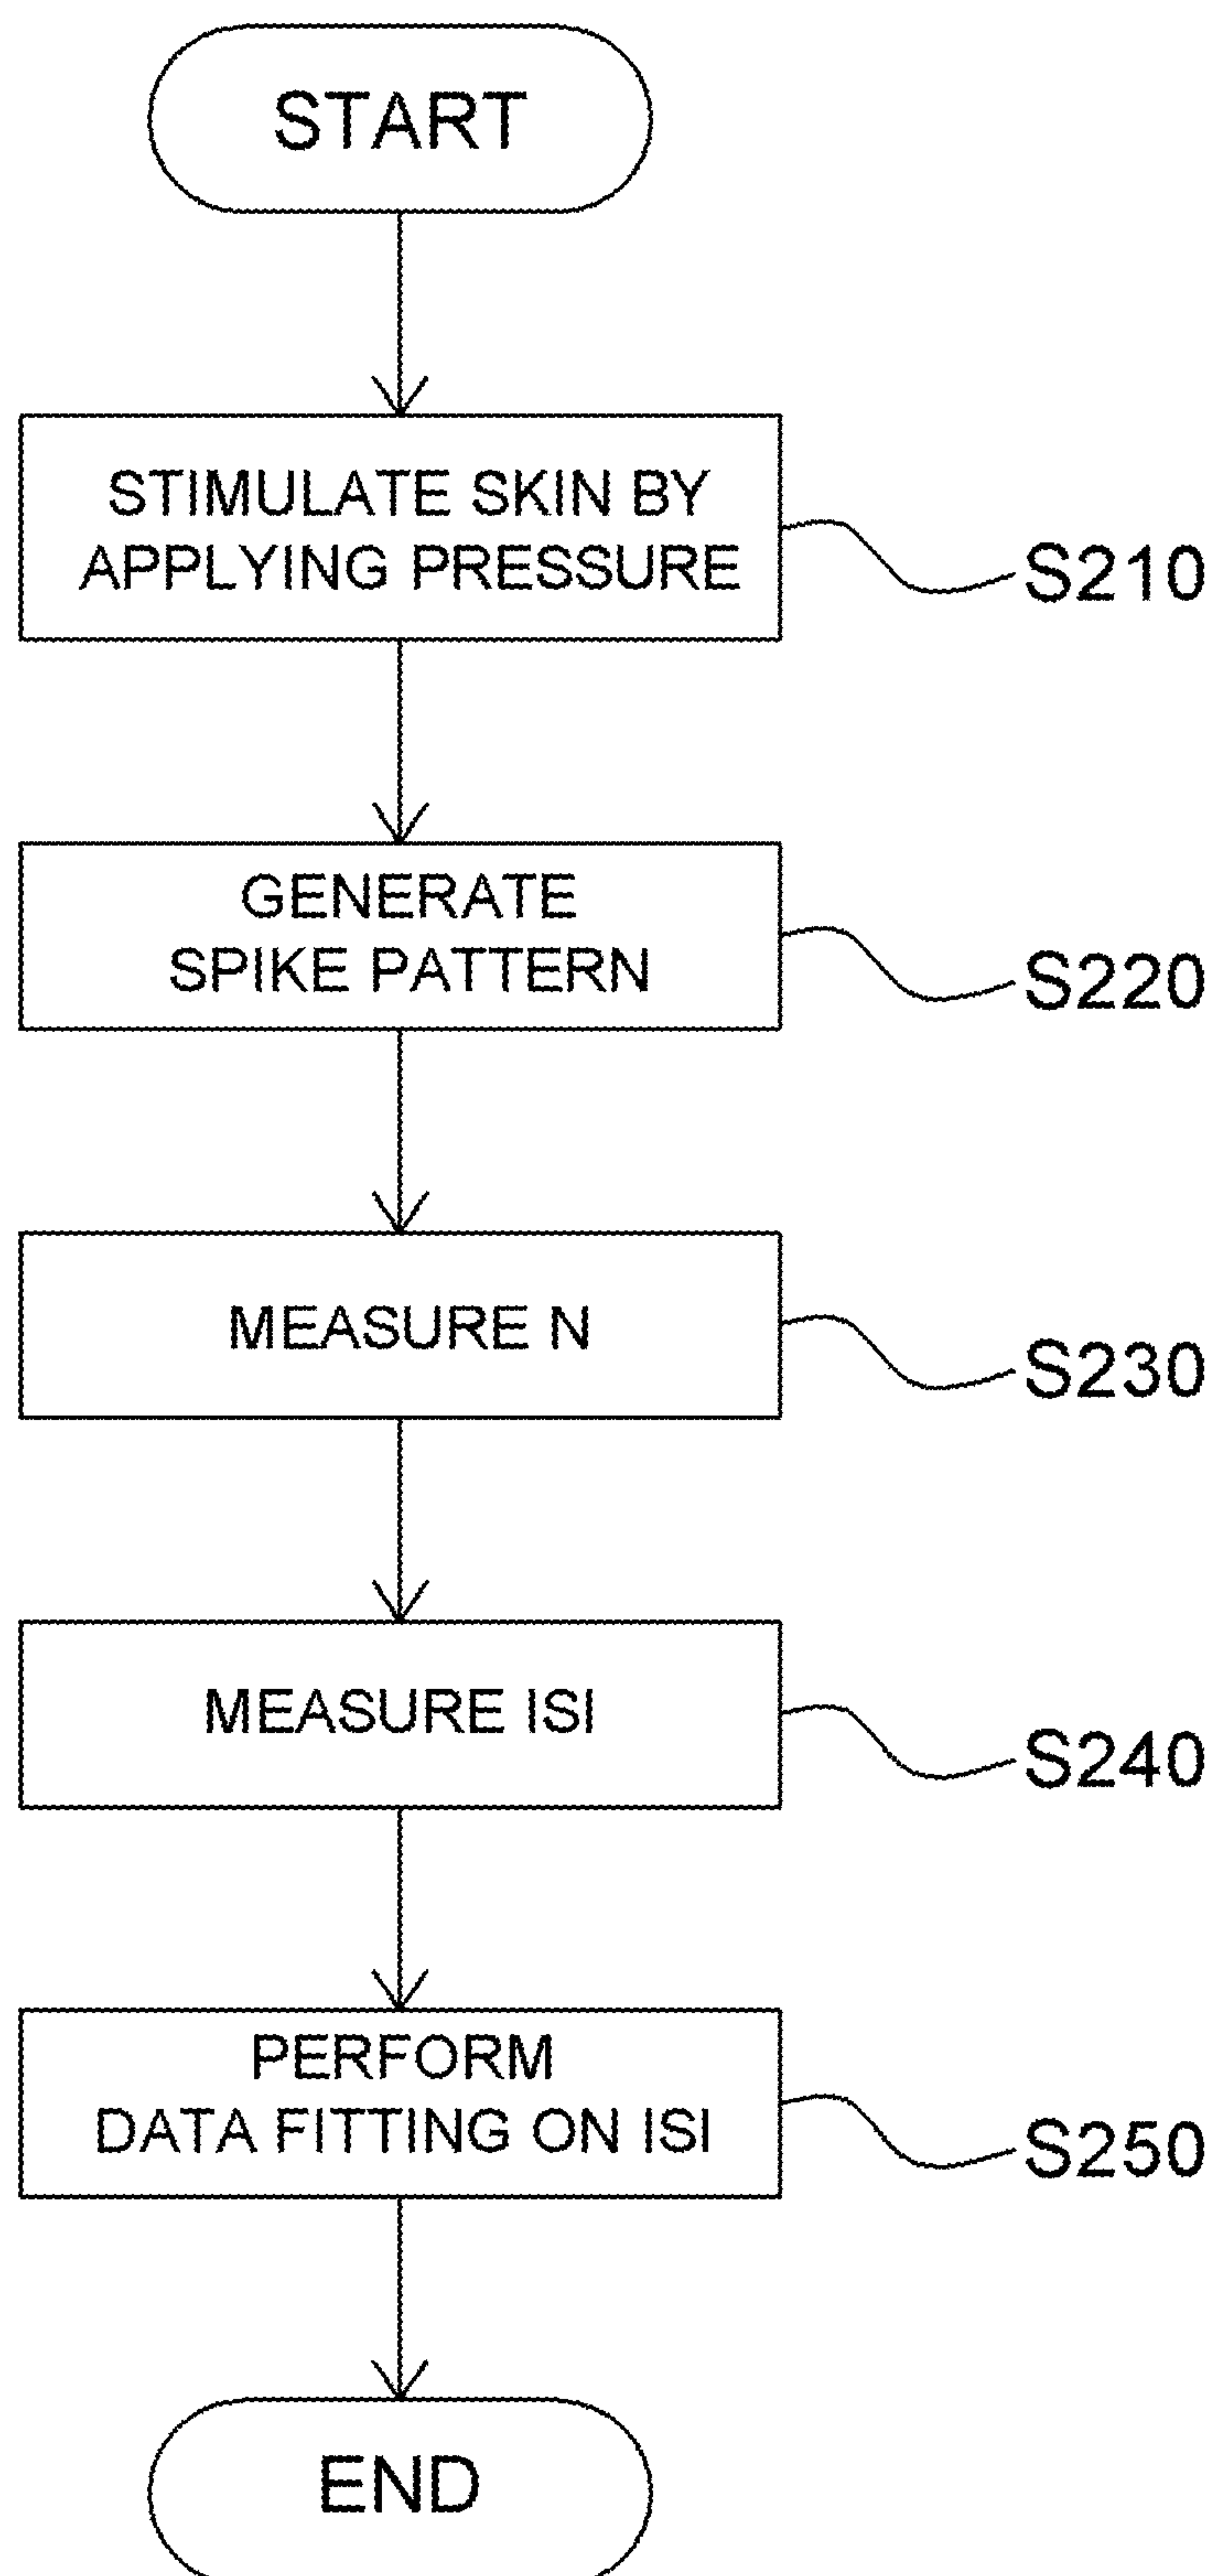 START
STIMULATE SKIN BY
APPLYING PRESSURE
S210
GENERATE
SPIKE PATTERN
S220
MEASURE N
S230
MEASURE ISI
S240
PERFORM
DATA FITTING ON ISI
S250
END